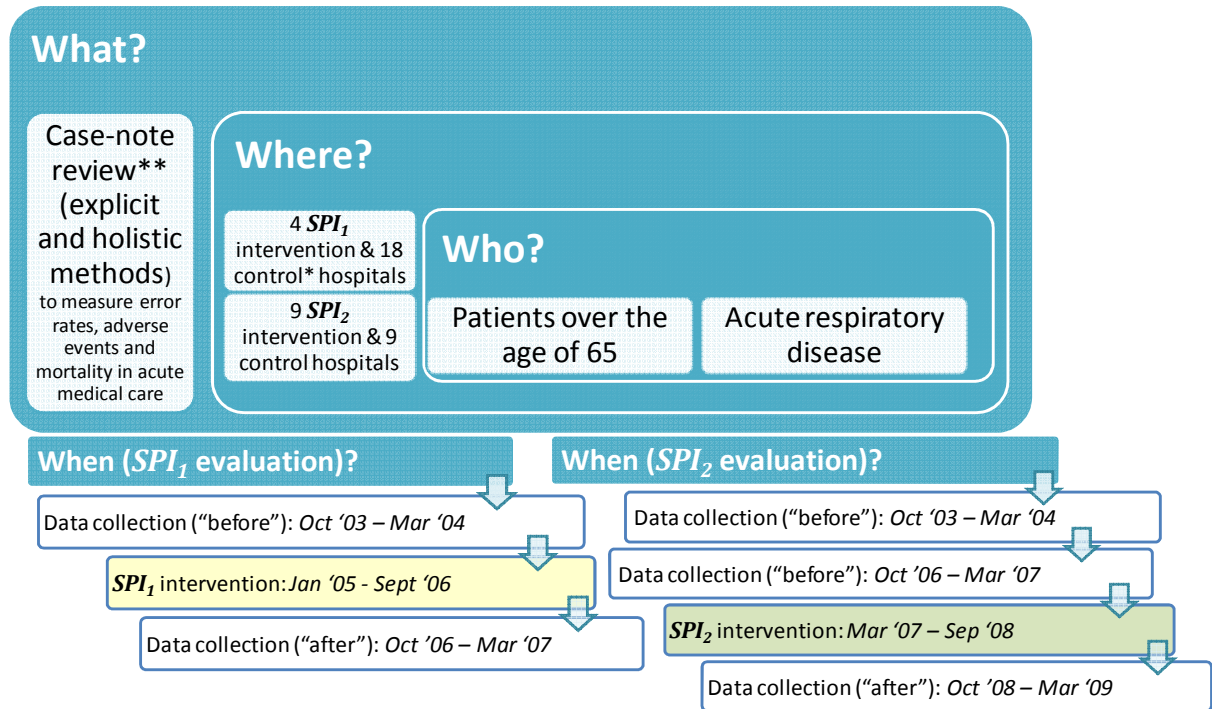 What?
Case-note
review**
(explicit
and holistic
methods)
to measure error
rates, adverse
events and
mortality in acute
medical care
Where?
4 SPI₁
intervention & 18
control* hospitals
9 SPI₂
intervention & 9
control hospitals
Who?
Patients over the
age of 65
Acute respiratory
disease
When (SPI₁ evaluation)?
Data collection (“before”): Oct ‘03 – Mar ‘04
SPI₁ intervention: Jan ‘05 - Sept ‘06
Data collection (“after”): Oct ’06 – Mar ‘07
When (SPI₂ evaluation)?
Data collection (“before”): Oct ‘03 – Mar ‘04
Data collection (“before”): Oct ‘06 – Mar ‘07
SPI₂ intervention: Mar ‘07 – Sep ‘08
Data collection (“after”): Oct ’08 – Mar ‘09